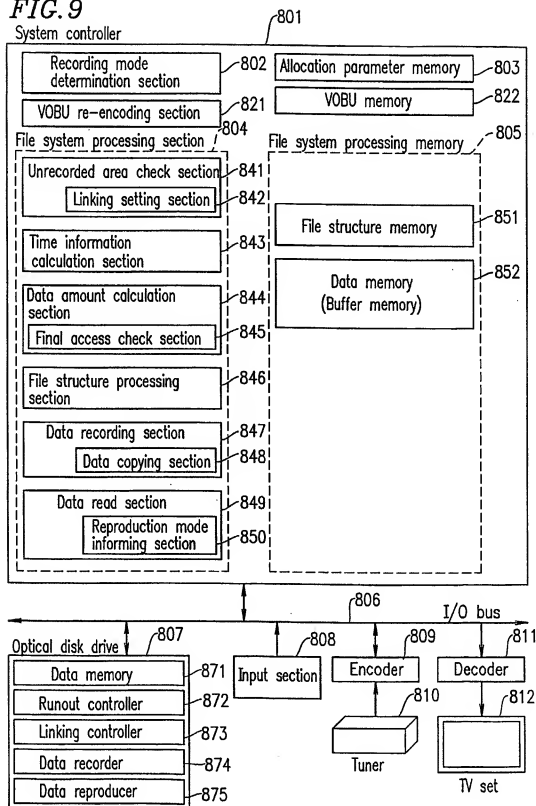 FIG.9
System controller
801
Recording mode
determination section
802
Allocation parameter memory
803
VOBU re-encoding section
821
VOBU memory
822
File system processing section
804
File system processing memory
805
Unrecorded area check section
841
Linking setting section
842
File structure memory
851
Time information
calculation section
843
Data memory
(Buffer memory)
852
Data amount calculation
section
844
Final access check section
845
File structure processing
section
846
Data recording section
847
Data copying section
848
Data read section
849
Reproduction mode
informing section
850
806
I/O bus
Optical disk drive
807
808
809
811
Data memory
871
Input section
Encoder
Decoder
Runout controller
872
810
812
Linking controller
873
Data recorder
874
Tuner
TV set
Data reproducer
875